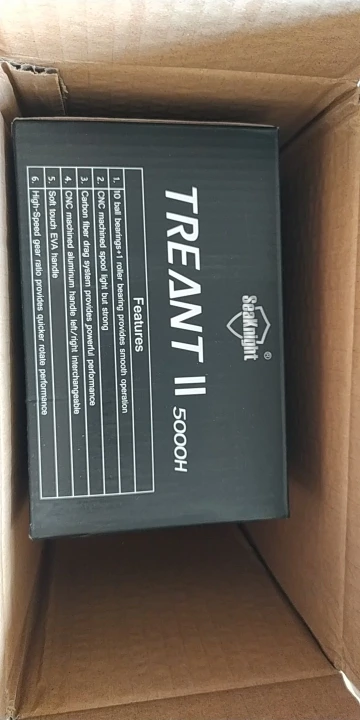 SeaKnight®
TREANT II 5000H
Features
1. 10 ball bearings+1 roller bearing provides smooth operation
2. CNC machined spool light but strong
3. Carbon fiber drag system provides powerful performance
4. CNC machined aluminum handle left/right interchangeable
5. Soft touch EVA handle
6. High-Speed gear ratio provides quicker rotate performance